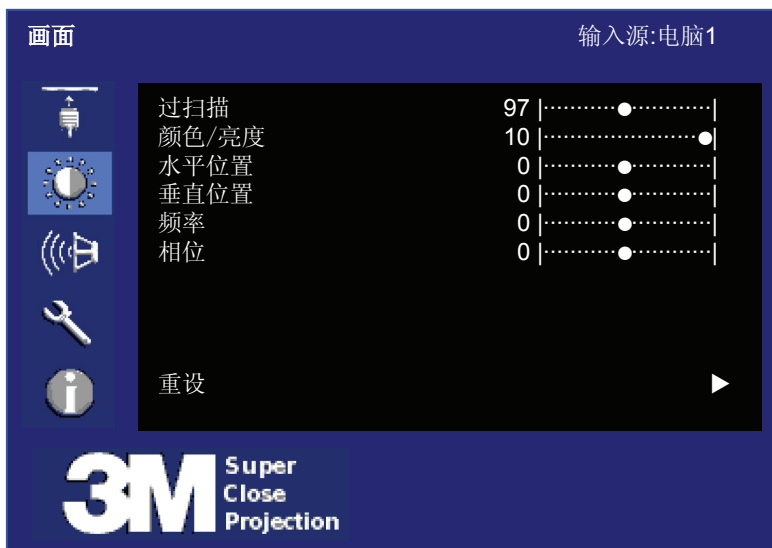 画面 输入源:电脑1
过扫描 97
颜色/亮度 10
水平位置 0
垂直位置 0
频率 0
相位 0
重设
3M Super
Close
Projection